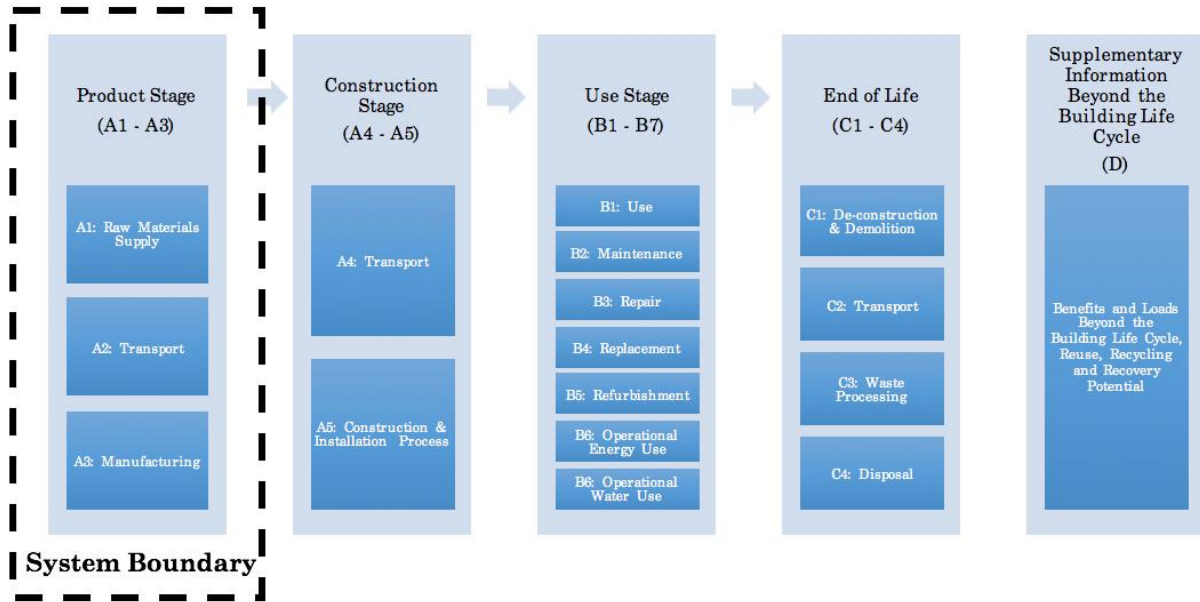 Product Stage
(A1 - A3)
A1: Raw Materials
Supply
A2: Transport
A3: Manufacturing
System Boundary
Construction
Stage
(A4 - A5)
A4: Transport
A5: Construction &
Installation Process
Use Stage
(B1 - B7)
B1: Use
B2: Maintenance
B3: Repair
B4: Replacement
B5: Refurbishment
B6: Operational
Energy Use
B6: Operational
Water Use
End of Life
(C1 - C4)
C1: De-construction
& Demolition
C2: Transport
C3: Waste
Processing
C4: Disposal
Supplementary
Information
Beyond the
Building Life
Cycle
(D)
Benefits and Loads
Beyond the
Building Life Cycle,
Reuse, Recycling
and Recovery
Potential